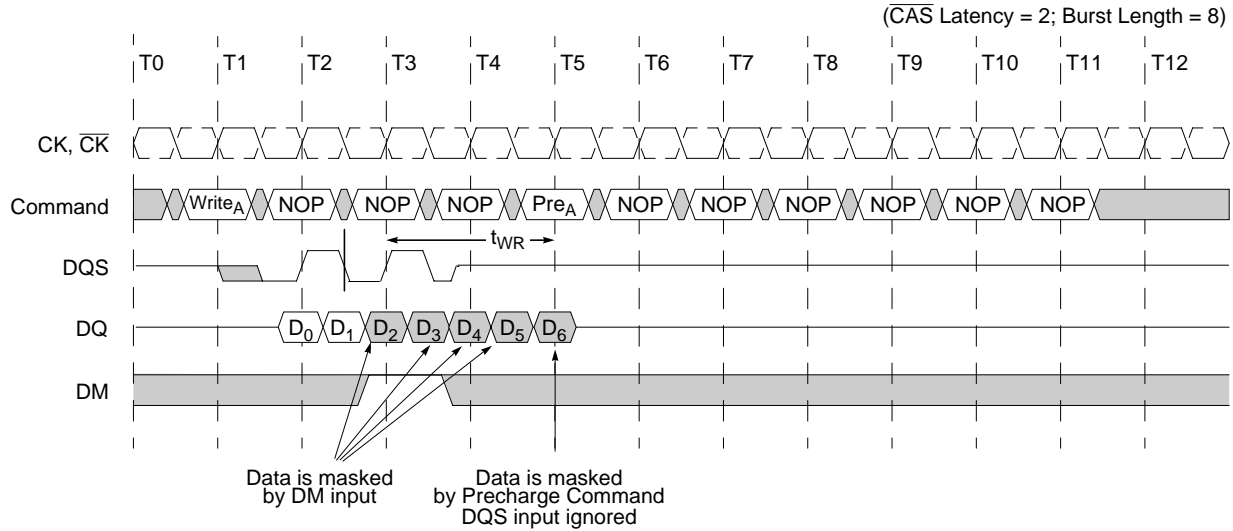 (CAS Latency = 2; Burst Length = 8)
T0 T1 T2 T3 T4 T5 T6 T7 T8 T9 T10 T11 T12
CK, CK
Command WriteA NOP NOP NOP PreA NOP NOP NOP NOP NOP NOP
tWR
DQS
DQ D0 D1 D2 D3 D4 D5 D6
DM
Data is masked
by DM input
Data is masked
by Precharge Command
DQS input ignored